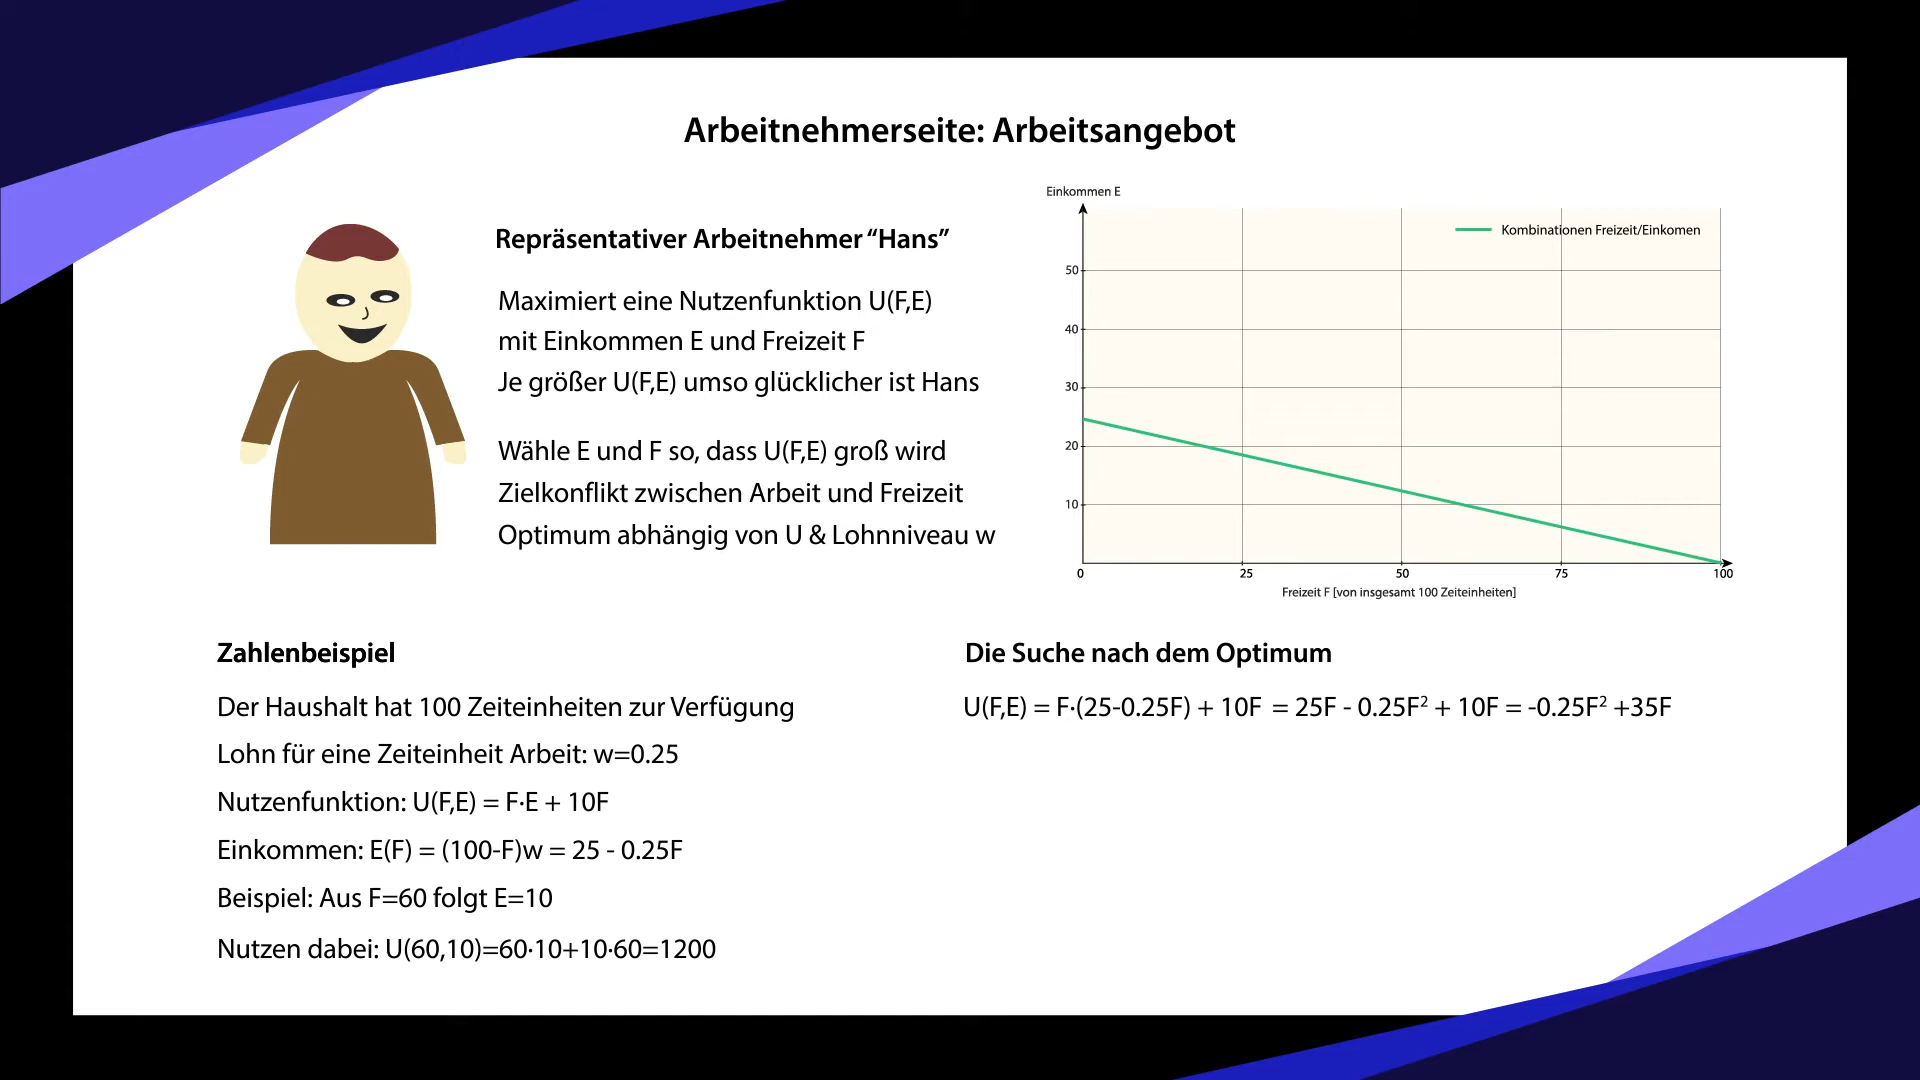 Arbeitnehmerseite: Arbeitsangebot
Repräsentativer Arbeitnehmer “Hans”
Maximiert eine Nutzenfunktion U(F,E)
mit Einkommen E und Freizeit F
Je größer U(F,E) umso glücklicher ist Hans
Wähle E und F so, dass U(F,E) groß wird
Zielkonflikt zwischen Arbeit und Freizeit
Optimum abhängig von U & Lohnniveau w
Einkommen E
Kombinationen Freizeit/Einkomen
50
40
30
20
10
0 25 50 75 100
Freizeit F [von insgesamt 100 Zeiteinheiten]
Zahlenbeispiel
Der Haushalt hat 100 Zeiteinheiten zur Verfügung
Lohn für eine Zeiteinheit Arbeit: w=0.25
Nutzenfunktion: U(F,E) = F·E + 10F
Einkommen: E(F) = (100-F)w = 25 - 0.25F
Beispiel: Aus F=60 folgt E=10
Nutzen dabei: U(60,10)=60·10+10·60=1200
Die Suche nach dem Optimum
U(F,E) = F·(25-0.25F) + 10F = 25F - 0.25F² + 10F = -0.25F² +35F